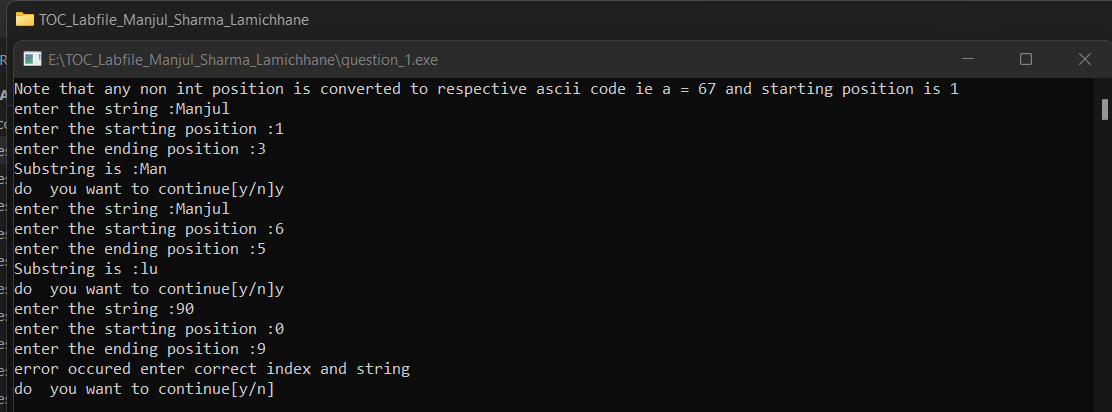 TOC_Labfile_Manjul_Sharma_Lamichhane
E:\TOC_Labfile_Manjul_Sharma_Lamichhane\question_1.exe
Note that any non int position is converted to respective ascii code ie a = 67 and starting position is 1
enter the string :Manjul
enter the starting position :1
enter the ending position :3
Substring is :Man
do  you want to continue[y/n]y
enter the string :Manjul
enter the starting position :6
enter the ending position :5
Substring is :lu
do  you want to continue[y/n]y
enter the string :90
enter the starting position :0
enter the ending position :9
error occured enter correct index and string
do  you want to continue[y/n]